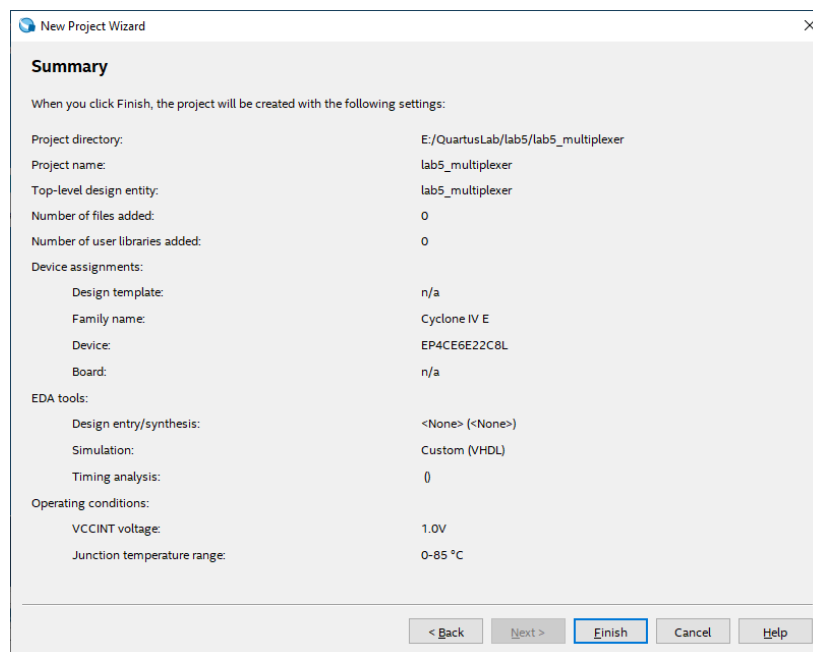 New Project Wizard
Summary
When you click Finish, the project will be created with the following settings:
Project directory: E:/QuartusLab/lab5/lab5_multiplexer
Project name: lab5_multiplexer
Top-level design entity: lab5_multiplexer
Number of files added: 0
Number of user libraries added: 0
Device assignments:
Design template: n/a
Family name: Cyclone IV E
Device: EP4CE6E22C8L
Board: n/a
EDA tools:
Design entry/synthesis: <None> (<None>)
Simulation: Custom (VHDL)
Timing analysis: ()
Operating conditions:
VCCINT voltage: 1.0V
Junction temperature range: 0-85 °C
< Back Next > Finish Cancel Help